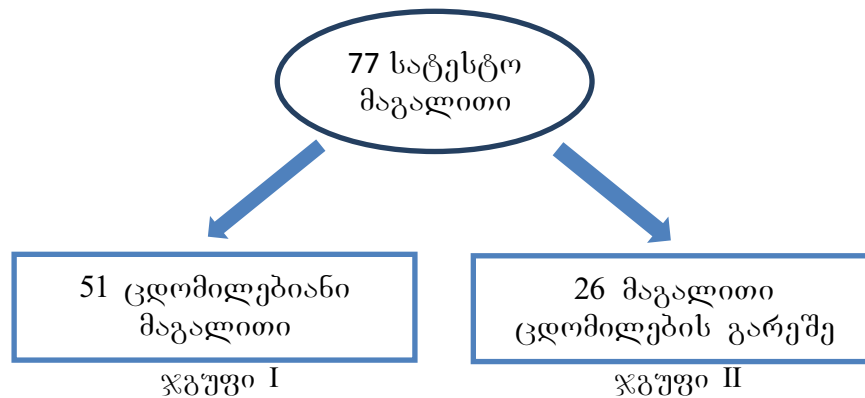 77 სატესტო
მაგალითი
51 ცდომილებიანი
მაგალითი
26 მაგალითი
ცდომილების გარეშე
ჯგუფი I
ჯგუფი II